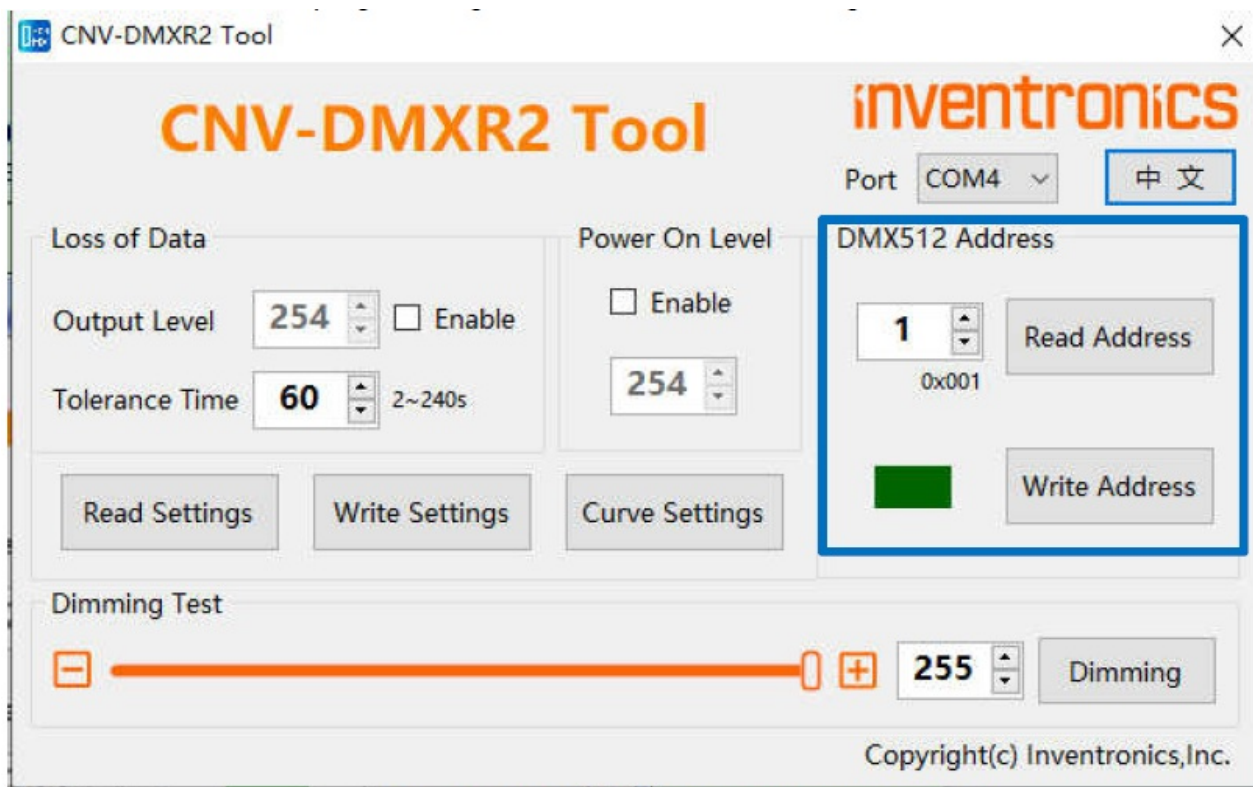 CNV-DMXR2 Tool
CNV-DMXR2 Tool
inventronics
Port COM4
中 文
Loss of Data
Output Level 254 Enable
Tolerance Time 60 2~240s
Power On Level
Enable
254
DMX512 Address
1 Read Address
0x001
Write Address
Read Settings Write Settings Curve Settings
Dimming Test
255 Dimming
Copyright(c) Inventronics,Inc.